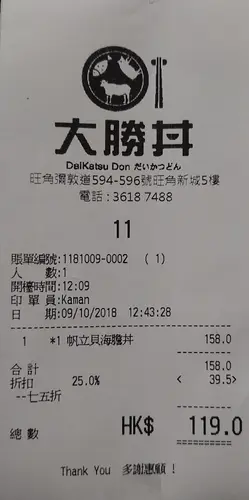 大勝丼
DaiKatsu Don だいかつどん
旺角彌敦道594-596號旺角新城5樓
電話：3618 7488
11
賬單編號:1181009-0002 ( 1)
人 數:1
開檯時間:12:09
印 單 員:Kaman
日 期:09/10/2018 12:43:28
1 *1 帆立貝海膽丼 158.0
合計 158.0
折扣 25.0% < 39.5>
--七五折
總數 HK$ 119.0
Thank You 多謝惠顧！